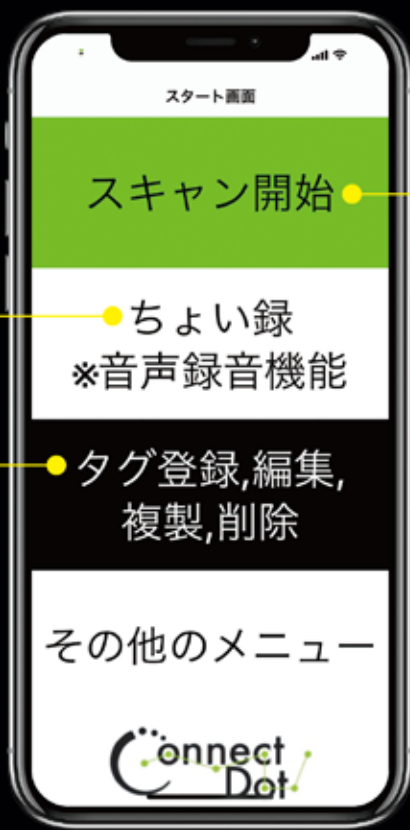 スタート画面
スキャン開始
ちょい録
※音声録音機能
タグ登録,編集,
複製,削除
その他のメニュー
Connect
Dot